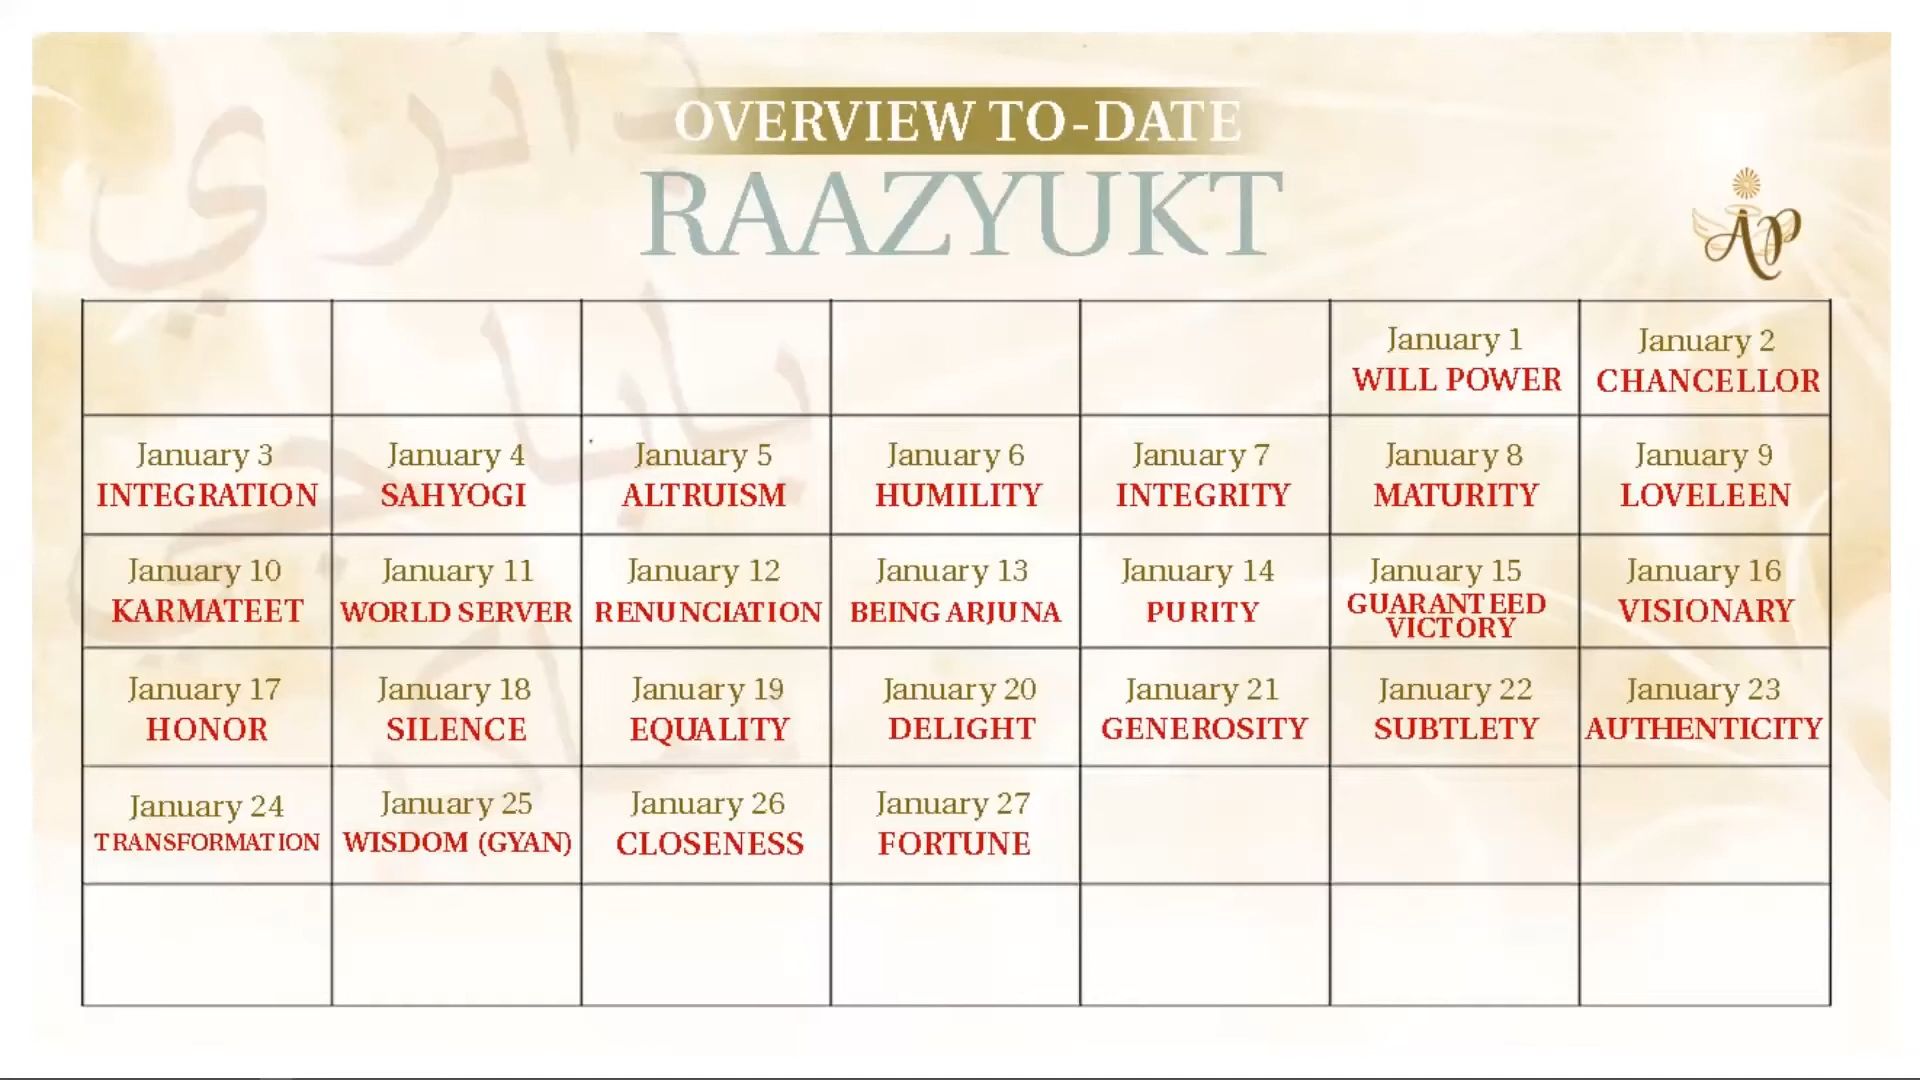 OVERVIEW TO-DATE
RAAZYUKT
AP
January 1
WILL POWER
January 2
CHANCELLOR
January 3
INTEGRATION
January 4
SAHYOGI
January 5
ALTRUISM
January 6
HUMILITY
January 7
INTEGRITY
January 8
MATURITY
January 9
LOVELEEN
January 10
KARMATEET
January 11
WORLD SERVER
January 12
RENUNCIATION
January 13
BEING ARJUNA
January 14
PURITY
January 15
GUARANTEED
VICTORY
January 16
VISIONARY
January 17
HONOR
January 18
SILENCE
January 19
EQUALITY
January 20
DELIGHT
January 21
GENEROSITY
January 22
SUBTLETY
January 23
AUTHENTICITY
January 24
TRANSFORMATION
January 25
WISDOM (GYAN)
January 26
CLOSENESS
January 27
FORTUNE